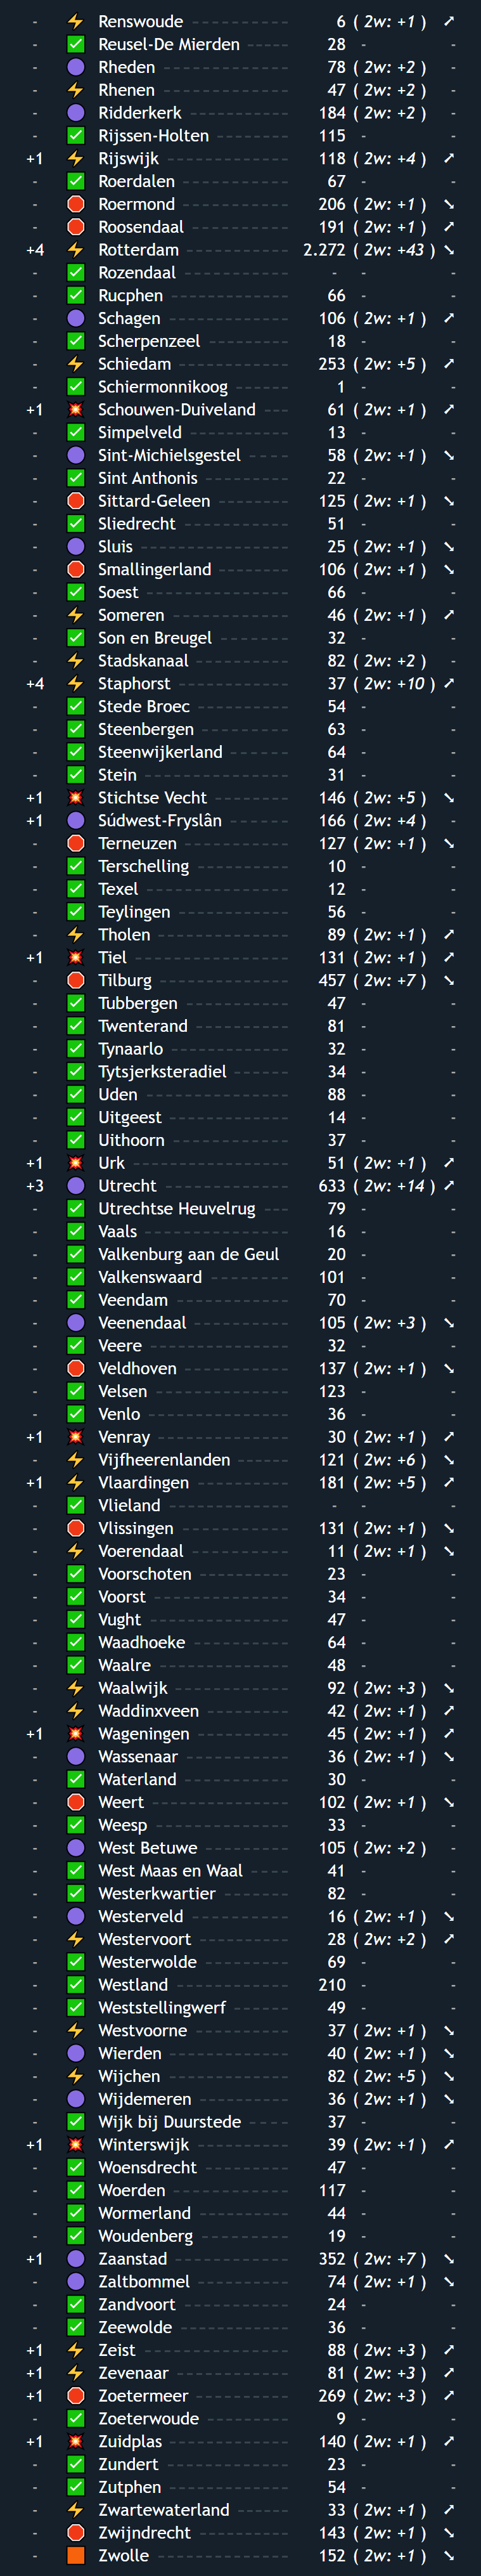 - ⚡ Renswoude ------ 6 ( 2w: +1 ) ➚
- ✅ Reusel-De Mierden ------ 28 - -
- 🟣 Rheden ------ 78 ( 2w: +2 ) -
- ⚡ Rhenen ------ 47 ( 2w: +2 ) -
- 🟣 Ridderkerk ------ 184 ( 2w: +2 ) -
- ✅ Rijssen-Holten ------ 115 - -
+1 ⚡ Rijswijk ------ 118 ( 2w: +4 ) ➚
- ✅ Roerdalen ------ 67 - -
- 🛑 Roermond ------ 206 ( 2w: +1 ) ➘
- 🛑 Roosendaal ------ 191 ( 2w: +1 ) ➚
+4 ⚡ Rotterdam ------ 2.272 ( 2w: +43 ) ➘
- ✅ Rozendaal ------ - - -
- ✅ Rucphen ------ 66 - -
- 🟣 Schagen ------ 106 ( 2w: +1 ) ➚
- ✅ Scherpenzeel ------ 18 - -
- ⚡ Schiedam ------ 253 ( 2w: +5 ) ➚
- ✅ Schiermonnikoog ------ 1 - -
+1 💥 Schouwen-Duiveland ------ 61 ( 2w: +1 ) ➚
- ✅ Simpelveld ------ 13 - -
- 🟣 Sint-Michielsgestel ------ 58 ( 2w: +1 ) ➘
- ✅ Sint Anthonis ------ 22 - -
- 🛑 Sittard-Geleen ------ 125 ( 2w: +1 ) ➘
- ✅ Sliedrecht ------ 51 - -
- 🟣 Sluis ------ 25 ( 2w: +1 ) ➘
- 🛑 Smallingerland ------ 106 ( 2w: +1 ) ➘
- ✅ Soest ------ 66 - -
- ⚡ Someren ------ 46 ( 2w: +1 ) ➚
- ✅ Son en Breugel ------ 32 - -
- ⚡ Stadskanaal ------ 82 ( 2w: +2 ) -
+4 ⚡ Staphorst ------ 37 ( 2w: +10 ) ➚
- ✅ Stede Broec ------ 54 - -
- ✅ Steenbergen ------ 63 - -
- ✅ Steenwijkerland ------ 64 - -
- ✅ Stein ------ 31 - -
+1 💥 Stichtse Vecht ------ 146 ( 2w: +5 ) ➘
+1 🟣 Súdwest-Fryslân ------ 166 ( 2w: +4 ) -
- 🛑 Terneuzen ------ 127 ( 2w: +1 ) ➘
- ✅ Terschelling ------ 10 - -
- ✅ Texel ------ 12 - -
- ✅ Teylingen ------ 56 - -
- ⚡ Tholen ------ 89 ( 2w: +1 ) ➚
+1 💥 Tiel ------ 131 ( 2w: +1 ) ➚
- 🛑 Tilburg ------ 457 ( 2w: +7 ) ➘
- ✅ Tubbergen ------ 47 - -
- ✅ Twenterand ------ 81 - -
- ✅ Tynaarlo ------ 32 - -
- ✅ Tytsjerksteradiel ------ 34 - -
- ✅ Uden ------ 88 - -
- ✅ Uitgeest ------ 14 - -
- ✅ Uithoorn ------ 37 - -
+1 💥 Urk ------ 51 ( 2w: +1 ) ➚
+3 🟣 Utrecht ------ 633 ( 2w: +14 ) ➚
- ✅ Utrechtse Heuvelrug --- 79 - -
- ✅ Vaals ------ 16 - -
- ✅ Valkenburg aan de Geul 20 - -
- ✅ Valkenswaard ------ 101 - -
- ✅ Veendam ------ 70 - -
- 🟣 Veenendaal ------ 105 ( 2w: +3 ) ➘
- ✅ Veere ------ 32 - -
- 🛑 Veldhoven ------ 137 ( 2w: +1 ) ➘
- ✅ Velsen ------ 123 - -
- ✅ Venlo ------ 36 - -
+1 💥 Venray ------ 30 ( 2w: +1 ) ➚
- ⚡ Vijfheerenlanden ------ 121 ( 2w: +6 ) ➘
+1 ⚡ Vlaardingen ------ 181 ( 2w: +5 ) ➚
- ✅ Vlieland ------ - - -
- 🛑 Vlissingen ------ 131 ( 2w: +1 ) ➘
- ⚡ Voerendaal ------ 11 ( 2w: +1 ) ➘
- ✅ Voorschoten ------ 23 - -
- ✅ Voorst ------ 34 - -
- ✅ Vught ------ 47 - -
- ✅ Waadhoeke ------ 64 - -
- ✅ Waalre ------ 48 - -
- ⚡ Waalwijk ------ 92 ( 2w: +3 ) ➘
- ⚡ Waddinxveen ------ 42 ( 2w: +1 ) ➚
+1 💥 Wageningen ------ 45 ( 2w: +1 ) ➚
- 🟣 Wassenaar ------ 36 ( 2w: +1 ) ➘
- ✅ Waterland ------ 30 - -
- 🛑 Weert ------ 102 ( 2w: +1 ) ➘
- ✅ Weesp ------ 33 - -
- 🟣 West Betuwe ------ 105 ( 2w: +2 ) -
- ✅ West Maas en Waal ------ 41 - -
- ✅ Westerkwartier ------ 82 - -
- 🟣 Westerveld ------ 16 ( 2w: +1 ) ➘
- ⚡ Westervoort ------ 28 ( 2w: +2 ) ➚
- ✅ Westerwolde ------ 69 - -
- ✅ Westland ------ 210 - -
- ✅ Weststellingwerf ------ 49 - -
- ⚡ Westvoorne ------ 37 ( 2w: +1 ) ➘
- 🟣 Wierden ------ 40 ( 2w: +1 ) ➘
- ⚡ Wijchen ------ 82 ( 2w: +5 ) ➘
- 🟣 Wijdemeren ------ 36 ( 2w: +1 ) ➘
- ✅ Wijk bij Duurstede ---- 37 - -
+1 💥 Winterswijk ------ 39 ( 2w: +1 ) ➚
- ✅ Woensdrecht ------ 47 - -
- ✅ Woerden ------ 117 - -
- ✅ Wormerland ------ 44 - -
- ✅ Woudenberg ------ 19 - -
+1 🟣 Zaanstad ------ 352 ( 2w: +7 ) ➘
- 🟣 Zaltbommel ------ 74 ( 2w: +1 ) ➘
- ✅ Zandvoort ------ 24 - -
- ✅ Zeewolde ------ 36 - -
+1 ⚡ Zeist ------ 88 ( 2w: +3 ) ➚
+1 ⚡ Zevenaar ------ 81 ( 2w: +3 ) ➚
+1 🛑 Zoetermeer ------ 269 ( 2w: +3 ) ➚
- ✅ Zoeterwoude ------ 9 - -
+1 💥 Zuidplas ------ 140 ( 2w: +1 ) ➚
- ✅ Zundert ------ 23 - -
- ✅ Zutphen ------ 54 - -
- ⚡ Zwartewaterland ------ 33 ( 2w: +1 ) ➚
- 🛑 Zwijndrecht ------ 143 ( 2w: +1 ) ➘
- 🟧 Zwolle ------ 152 ( 2w: +1 ) ➘